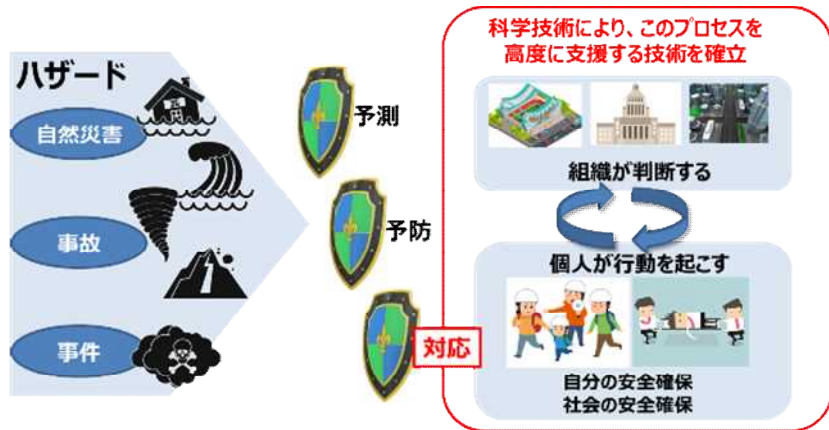 ハザード
自然災害
事故
事件
予測
予防
対応
科学技術により、このプロセスを
高度に支援する技術を確立
組織が判断する
個人が行動を起こす
自分の安全確保
社会の安全確保